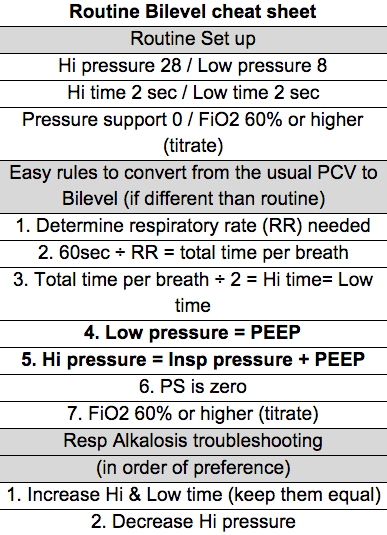 Routine Bilevel cheat sheet
Routine Set up
Hi pressure 28 / Low pressure 8
Hi time 2 sec / Low time 2 sec
Pressure support 0 / FiO2 60% or higher
(titrate)
Easy rules to convert from the usual PCV to
Bilevel (if different than routine)
1. Determine respiratory rate (RR) needed
2. 60sec ÷ RR = total time per breath
3. Total time per breath ÷ 2 = Hi time= Low
time
4. Low pressure = PEEP
5. Hi pressure = Insp pressure + PEEP
6. PS is zero
7. FiO2 60% or higher (titrate)
Resp Alkalosis troubleshooting
(in order of preference)
1. Increase Hi & Low time (keep them equal)
2. Decrease Hi pressure